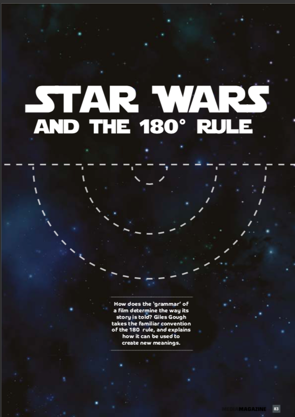 STAR WARS
AND THE 180° RULE
How does the 'grammar' of
a film determine the way its
story is told? Giles Gough
takes the familiar convention
of the 180 rule, and explains
how it can be used to
create new meanings.
MAGAZINE